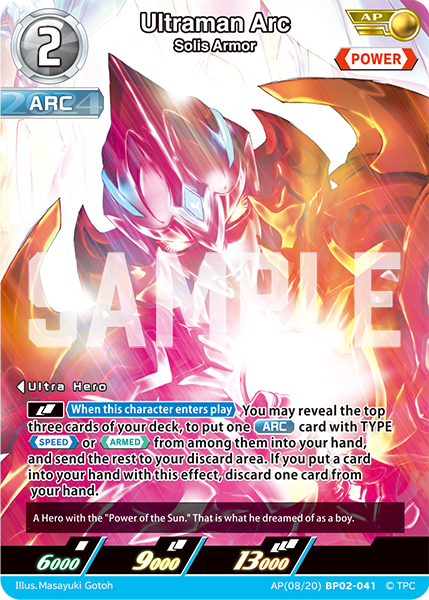 2
Ultraman Arc
Solis Armor
AP
POWER
ARC
SAMPLE
Ultra Hero
When this character enters play You may reveal the top
three cards of your deck, to put one ARC card with TYPE
SPEED or ARMED from among them into your hand,
and send the rest to your discard area. If you put a card
into your hand with this effect, discard one card from
your hand.
A Hero with the "Power of the Sun." That is what he dreamed of as a boy.
6000 9000 13000
Illus.Masayuki Gotoh AP(08/20) BP02-041 © TPC